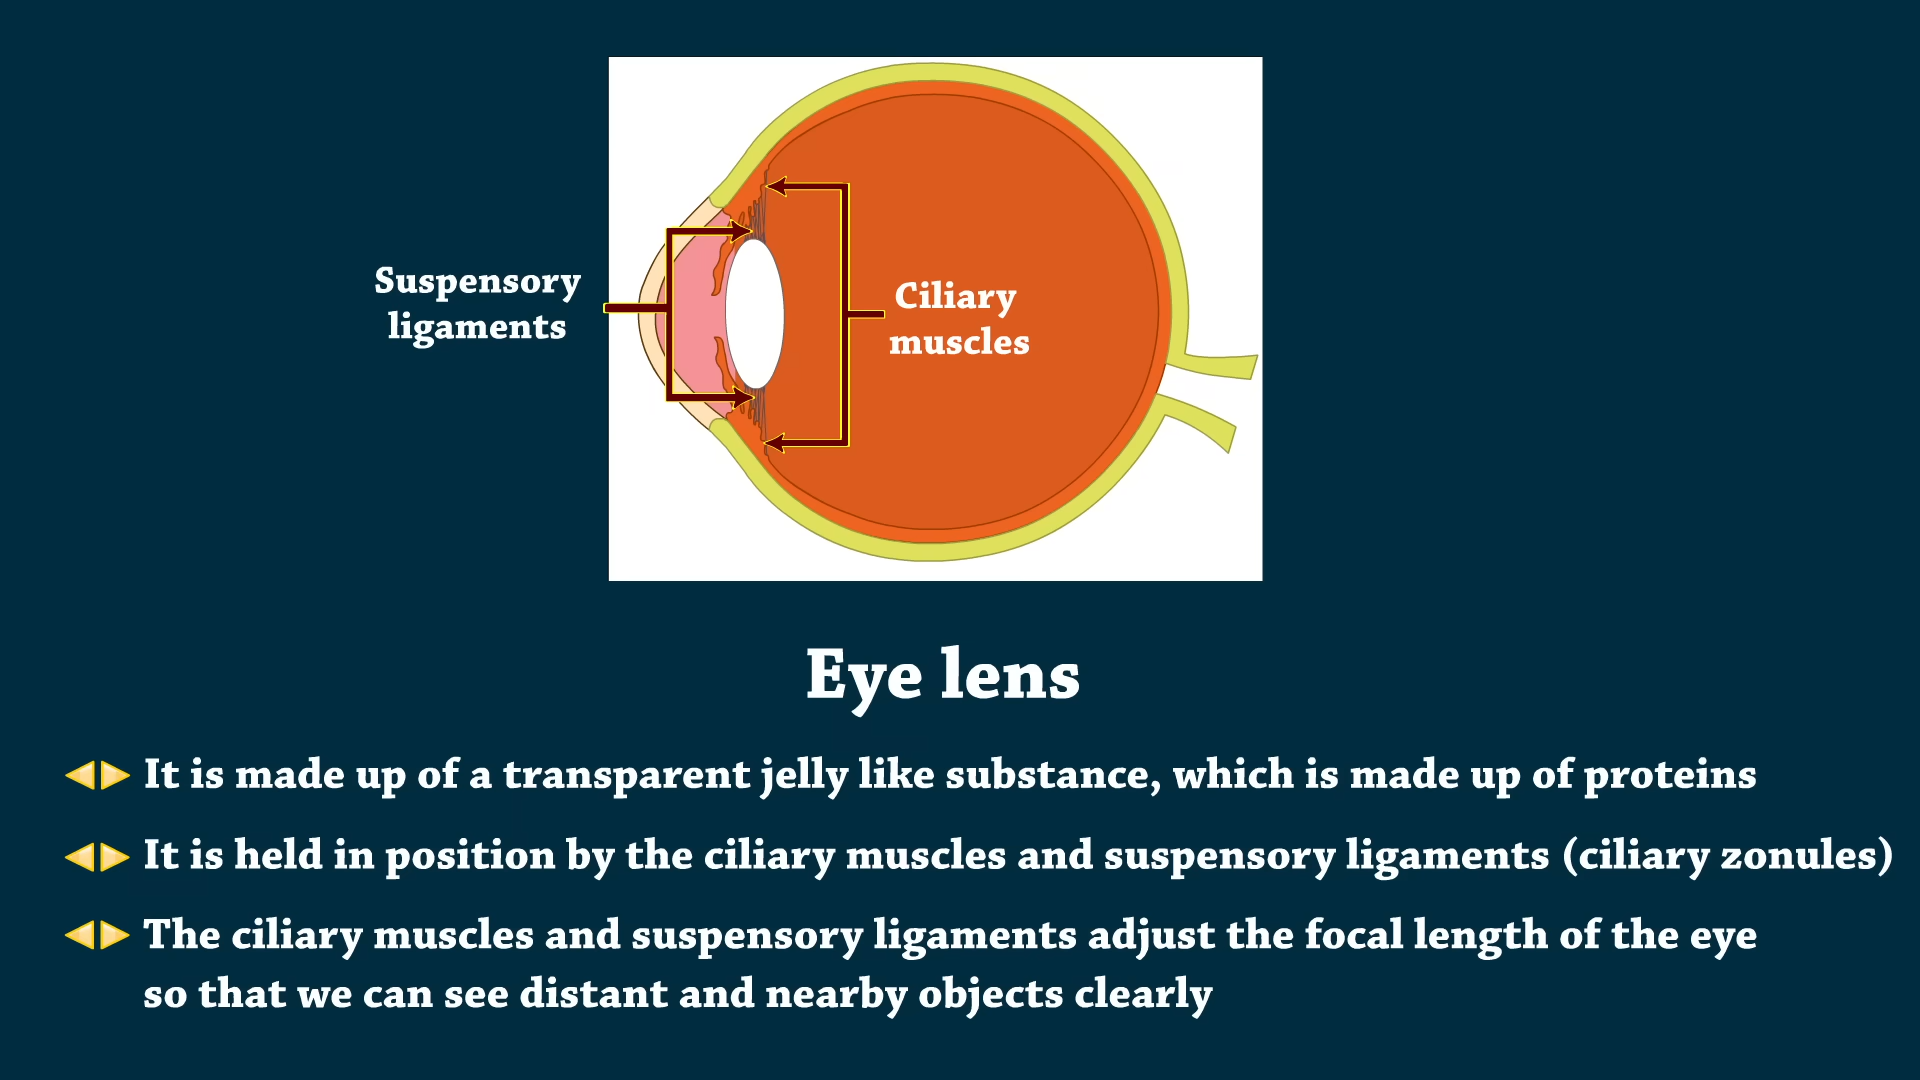 Suspensory
ligaments
Ciliary
muscles
Eye lens
It is made up of a transparent jelly like substance, which is made up of proteins
It is held in position by the ciliary muscles and suspensory ligaments (ciliary zonules)
The ciliary muscles and suspensory ligaments adjust the focal length of the eye
so that we can see distant and nearby objects clearly